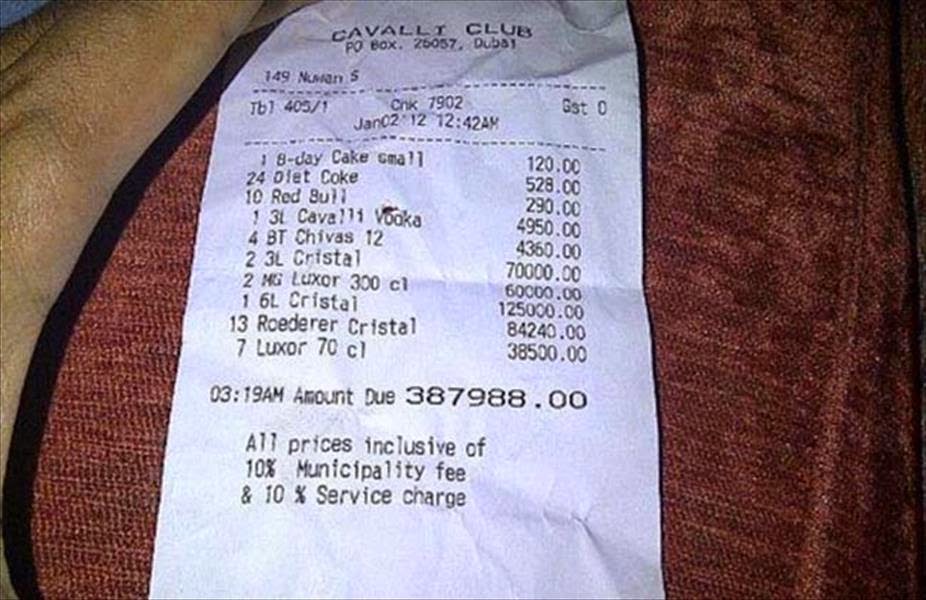 CAVALLI CLUB
PO Box. 26057, Dubai
149 Nuwan S
Tbl 405/1 Chk 7902 Gst 0
Jan02'12 12:42AM
1 B-day Cake small 120.00
24 Diet Coke 528.00
10 Red Bull 290.00
1 3L Cavalli Vodka 4950.00
4 BT Chivas 12 4360.00
2 3L Cristal 70000.00
2 MG Luxor 300 cl 60000.00
1 6L Cristal 125000.00
13 Roederer Cristal 84240.00
7 Luxor 70 cl 38500.00
03:19AM Amount Due 387988.00
All prices inclusive of
10% Municipality fee
& 10 % Service charge